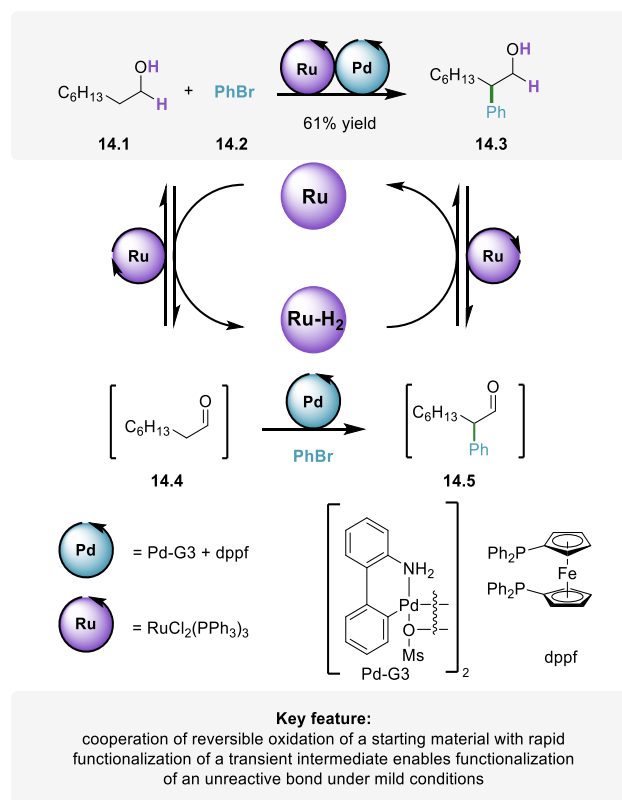 OH
Ru Pd
OH
C6H13 H + PhBr C6H13 H
Ph
61% yield
14.1 14.2 14.3
Ru
Ru Ru
Ru-H2
Pd
O O
C6H13 C6H13
PhBr Ph
14.4 14.5
Pd = Pd-G3 + dppf
NH2
Pd
O
Ms
Pd-G3
2
Ph2P
Fe
Ph2P
dppf
Ru = RuCl2(PPh3)3
Key feature:
cooperation of reversible oxidation of a starting material with rapid
functionalization of a transient intermediate enables functionalization
of an unreactive bond under mild conditions